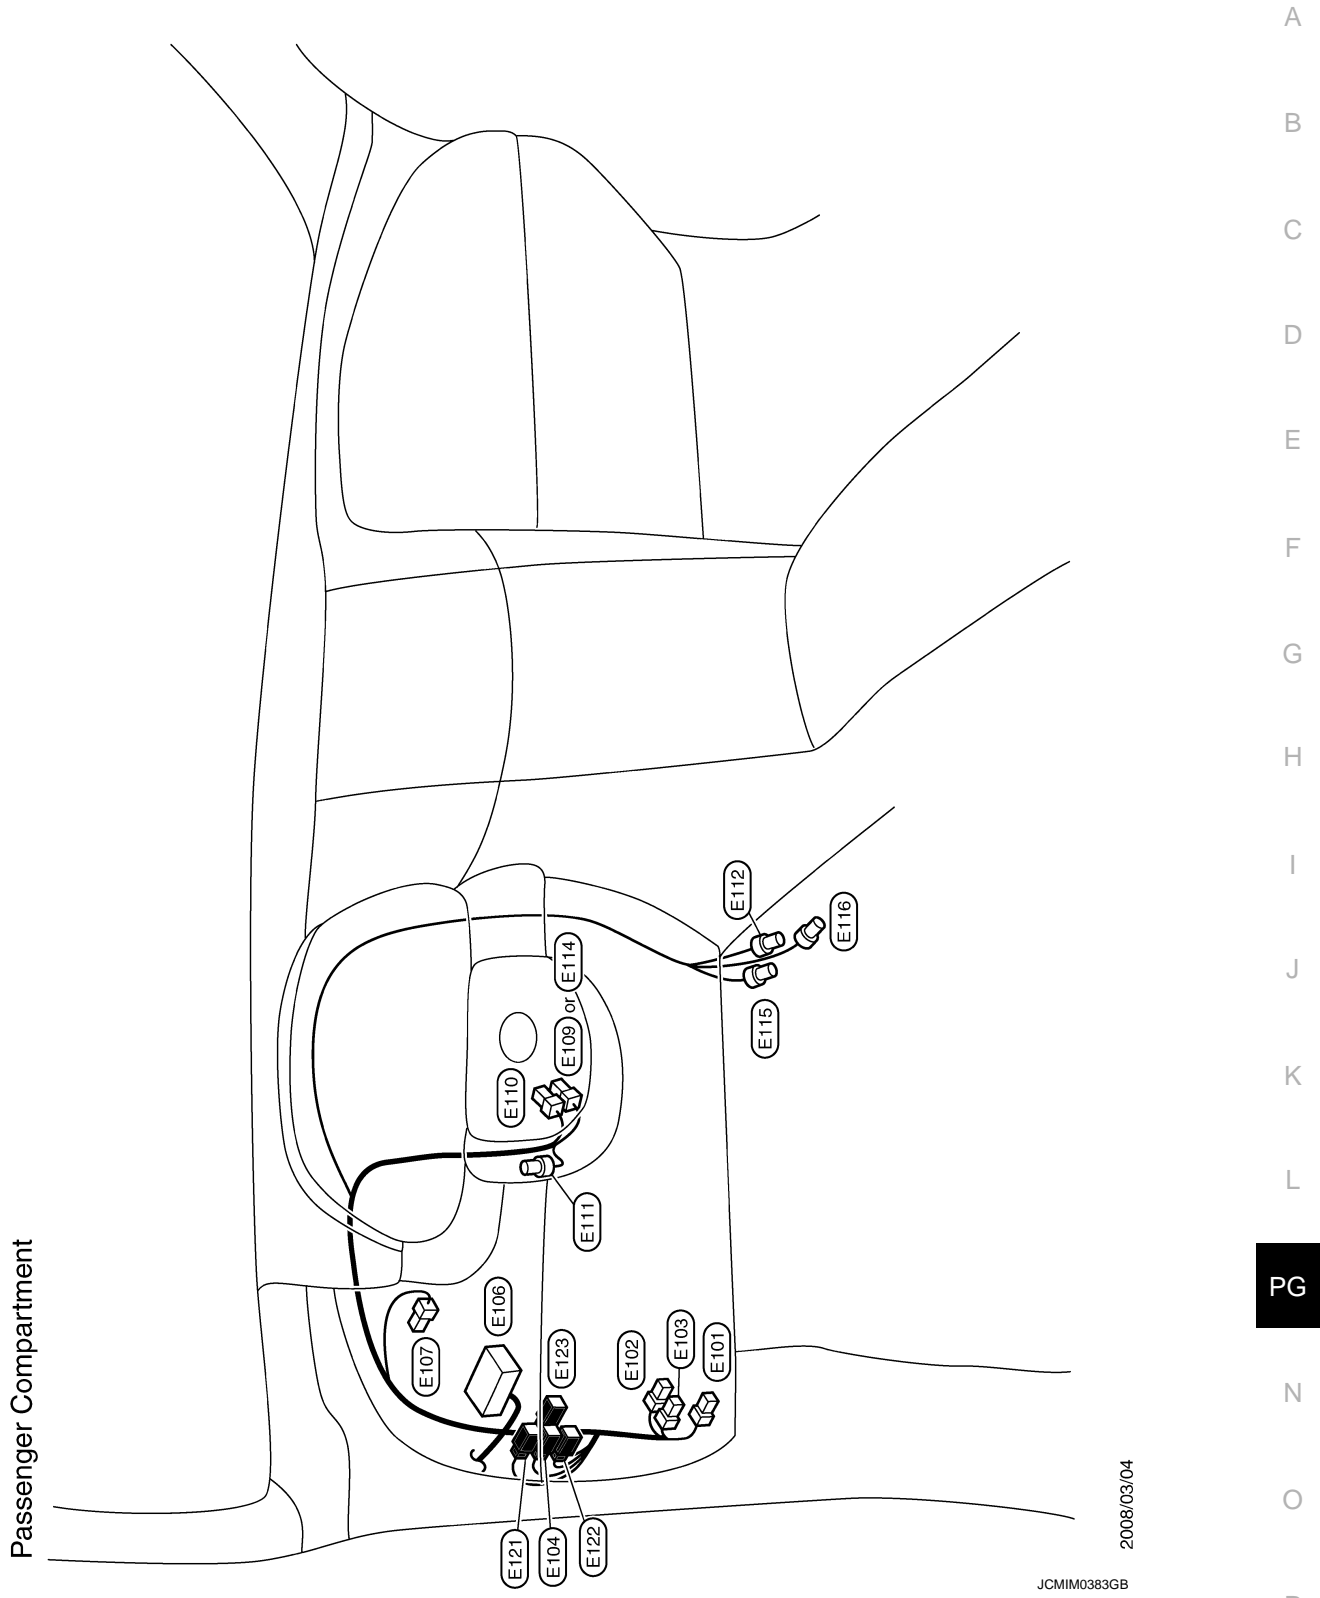 Passenger Compartment
E112
E116
E114
or
E109
E115
E110
E111
E106
E107
E123
E102
E103
E101
E121
E104
E122
2008/03/04
JCMIM0383GB
A
B
C
D
E
F
G
H
I
J
K
L
PG
N
O